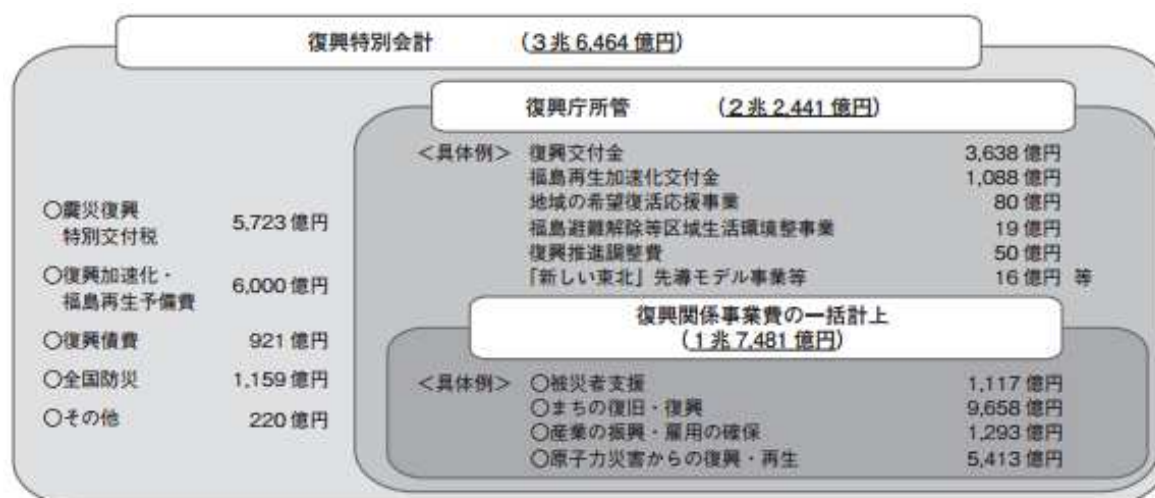 復興特別会計 (3兆6,464億円)
復興庁所管 (2兆2,441億円)
＜具体例＞ 復興交付金 3,638億円
福島再生加速化交付金 1,088億円
地域の希望復活応援事業 80億円
福島避難解除等区域生活環境整事業 19億円
復興推進調整費 50億円
「新しい東北」先導モデル事業等 16億円 等
復興関係事業費の一括計上
(1兆7,481億円)
＜具体例＞ ○被災者支援 1,117億円
○まちの復旧・復興 9,658億円
○産業の振興・雇用の確保 1,293億円
○原子力災害からの復興・再生 5,413億円
○震災復興
特別交付税 5,723億円
○復興加速化・
福島再生予備費 6,000億円
○復興債費 921億円
○全国防災 1,159億円
○その他 220億円